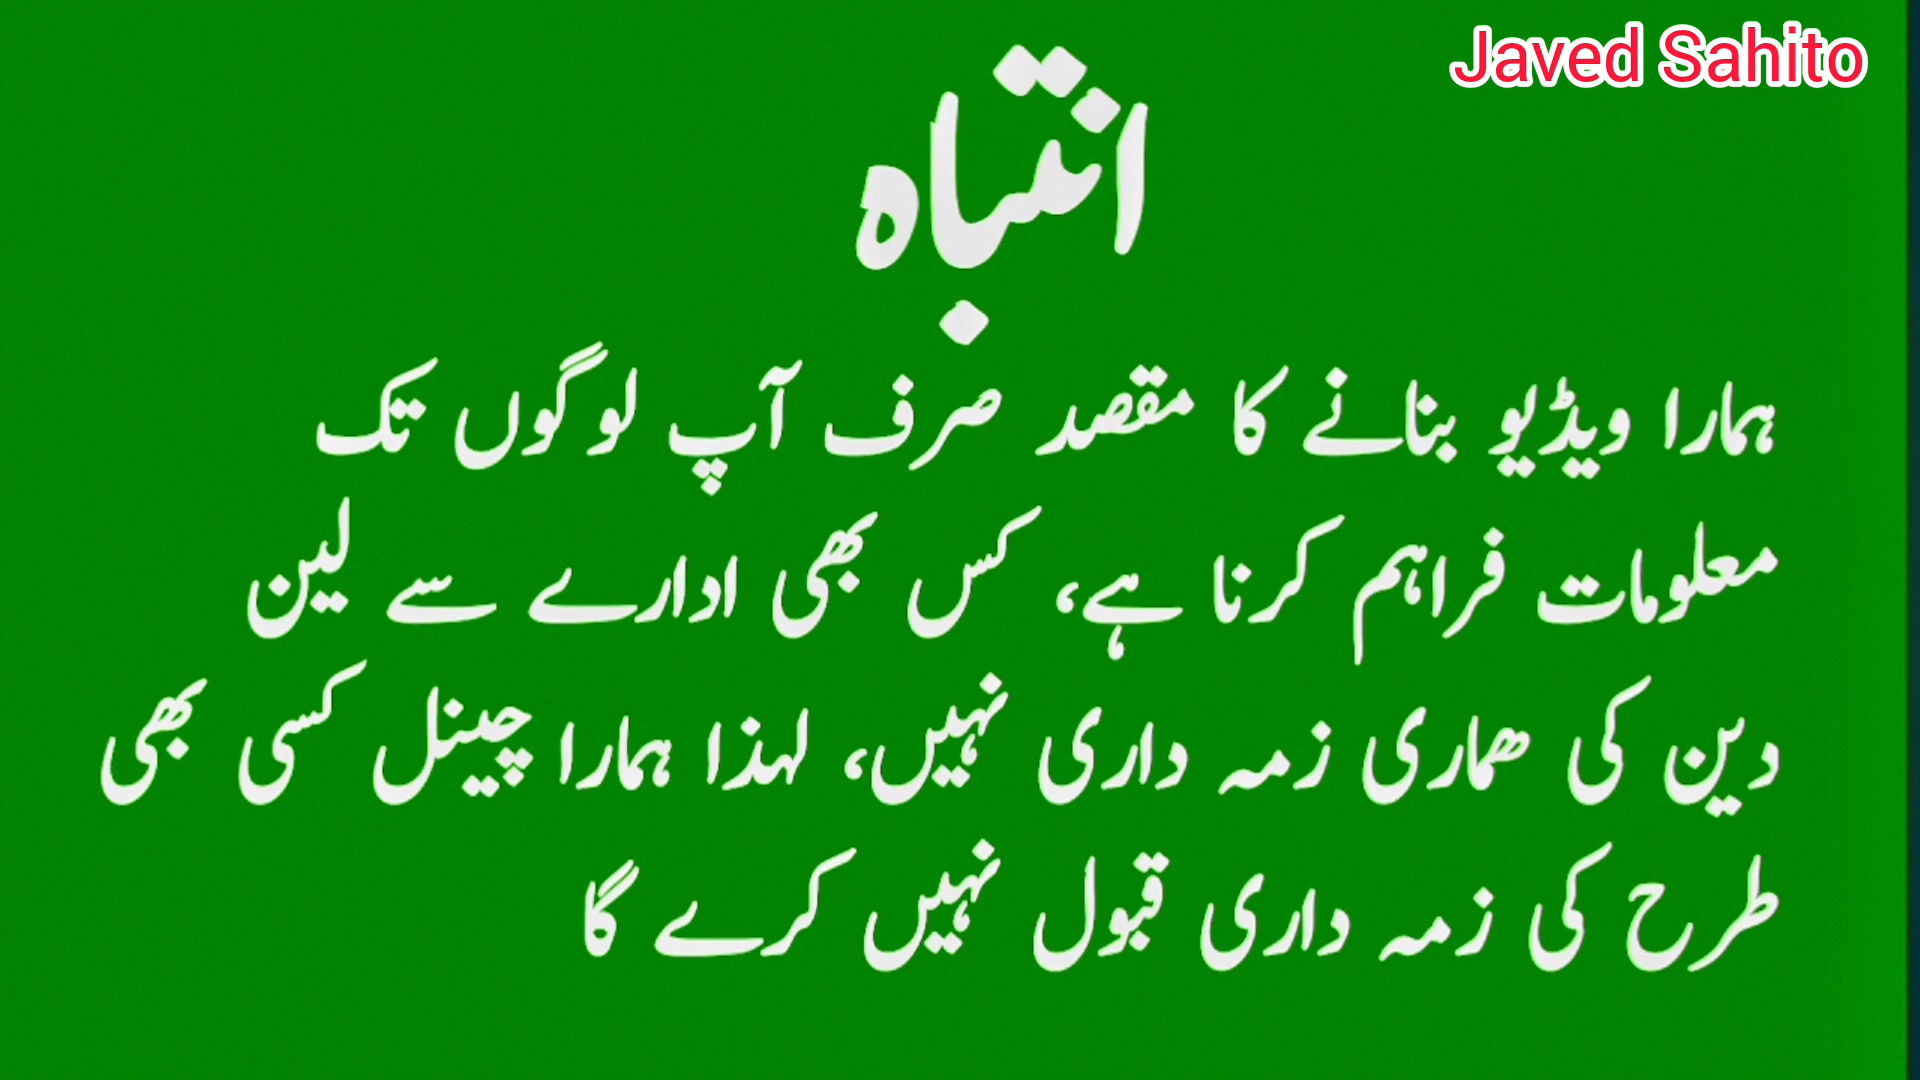 Javed Sahito
انتباہ
ہمارا ویڈیو بنانے کا مقصد صرف آپ لوگوں تک
معلومات فراہم کرنا ہے، کس بھی ادارے سے لین
دین کی ھماری زمہ داری نہیں، لہذا ہمارا چینل کسی بھی
طرح کی زمہ داری قبول نہیں کرے گا